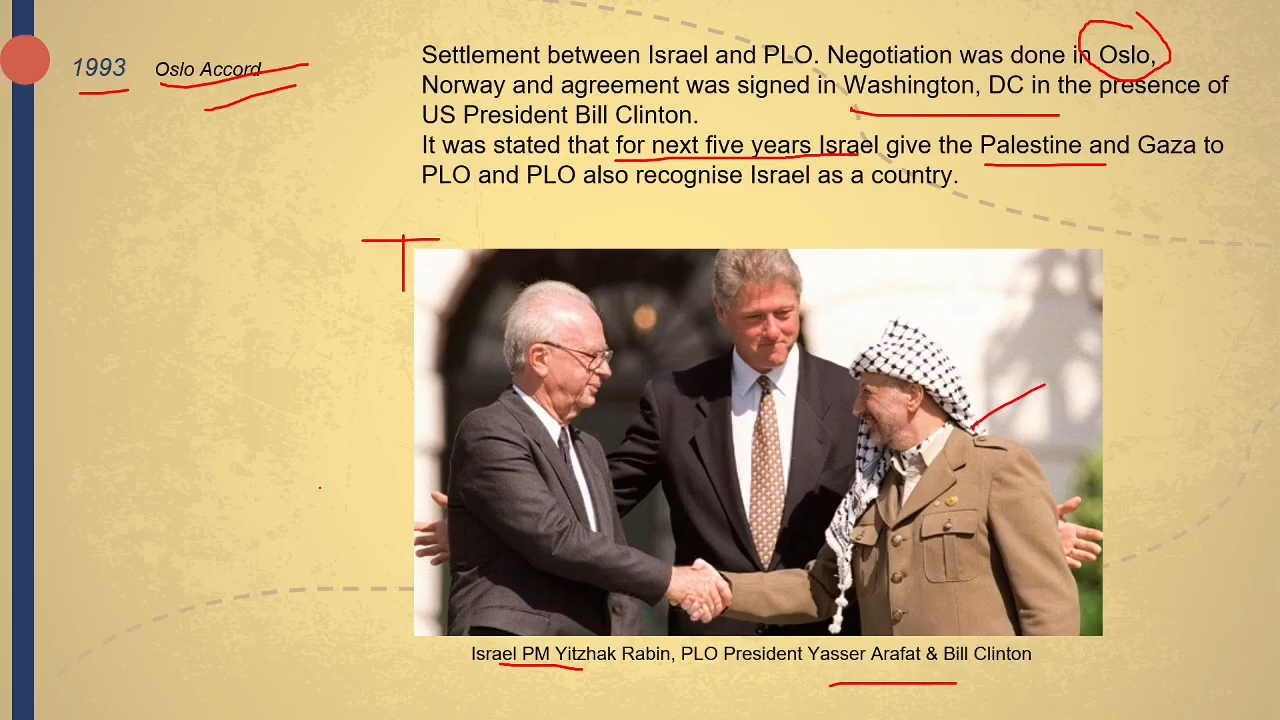 1993
Oslo Accord
Settlement between Israel and PLO. Negotiation was done in Oslo,
Norway and agreement was signed in Washington, DC in the presence of
US President Bill Clinton.
It was stated that for next five years Israel give the Palestine and Gaza to
PLO and PLO also recognise Israel as a country.
Israel PM Yitzhak Rabin, PLO President Yasser Arafat & Bill Clinton